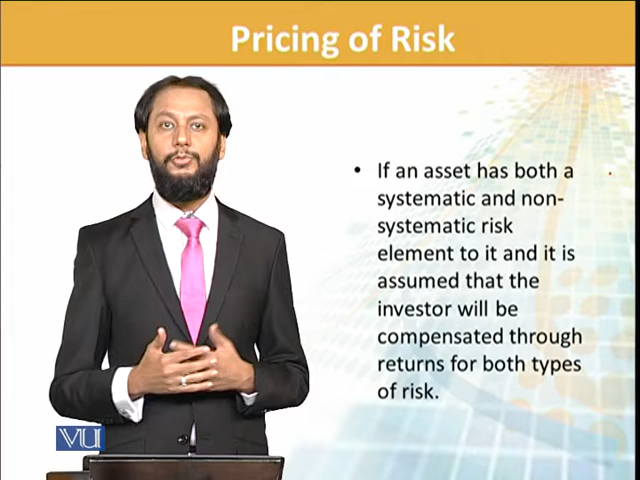 Pricing of Risk
• If an asset has both a
systematic and non-
systematic risk
element to it and it is
assumed that the
investor will be
compensated through
returns for both types
of risk.
VU